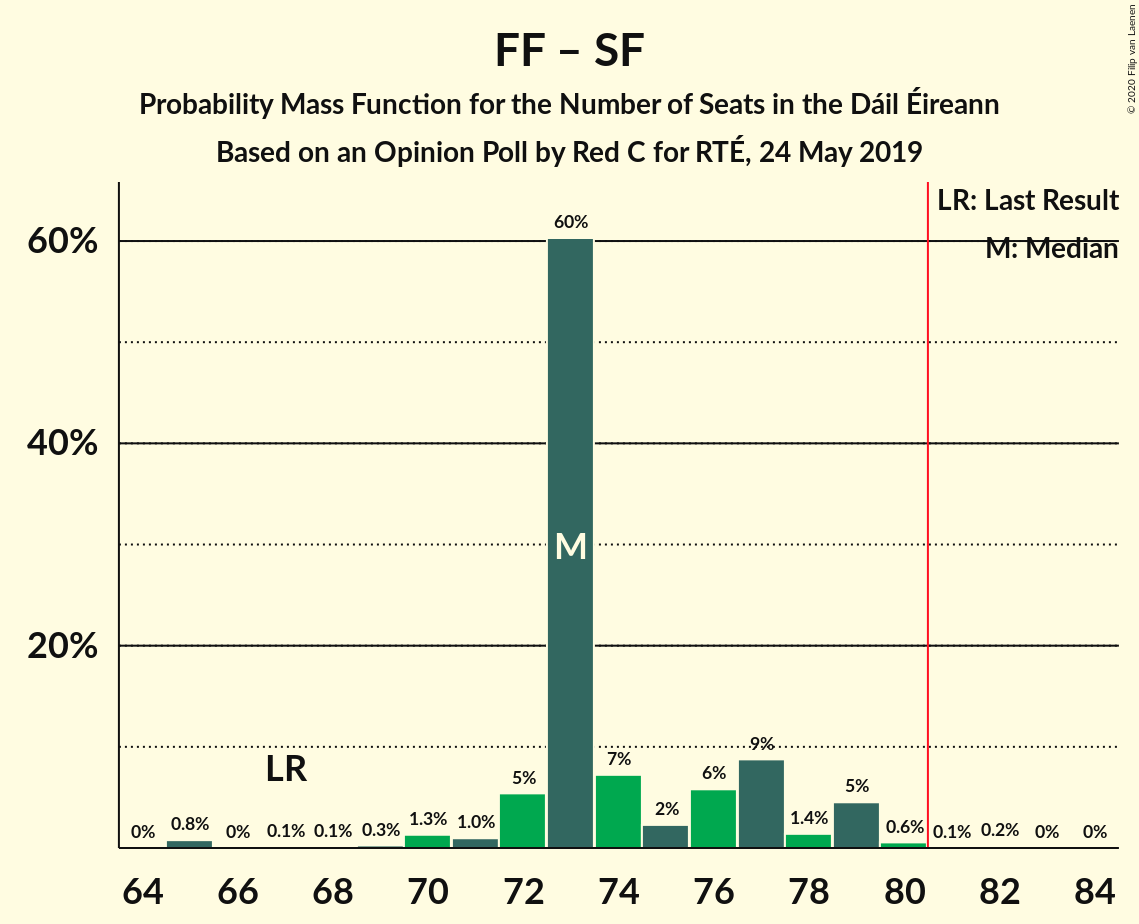 FF – SF
Probability Mass Function for the Number of Seats in the Dáil Éireann
Based on an Opinion Poll by Red C for RTÉ, 24 May 2019
© 2020 Filip van Laenen
LR: Last Result
M: Median
60%
40%
20%
60%
M
LR
0%
0.8%
0%
0.1%
0.1%
0.3%
1.3%
1.0%
5%
7%
2%
6%
9%
1.4%
5%
0.6%
0.1%
0.2%
0%
0%
64 66 68 70 72 74 76 78 80 82 84